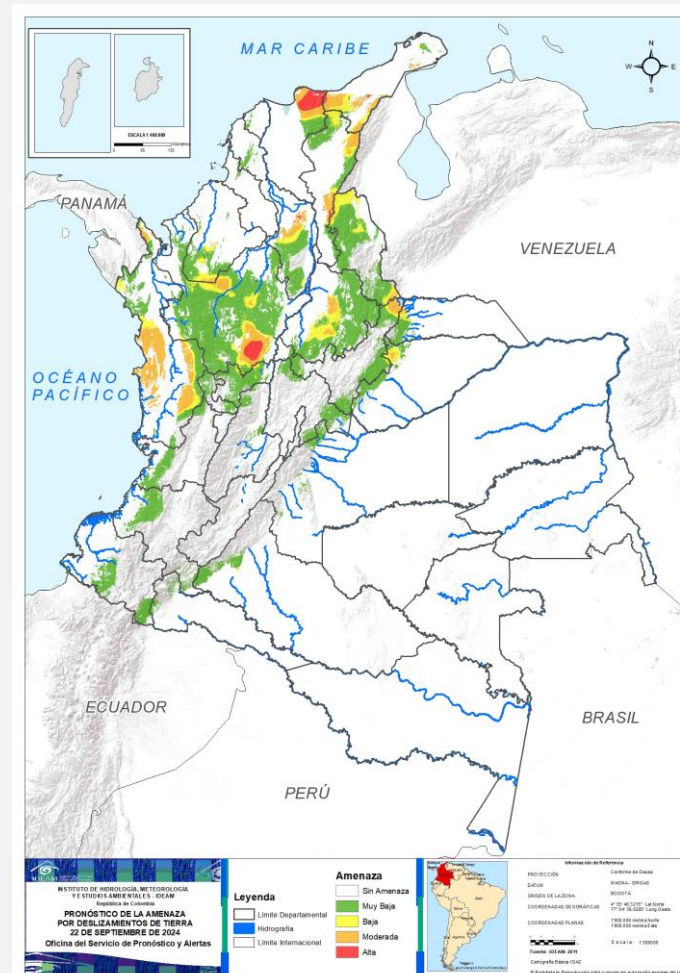 MAR CARIBE
N
W
E
S
ESCALA 1:400.000
PANAMÁ
VENEZUELA
OCÉANO
PACÍFICO
ECUADOR
BRASIL
PERÚ
IDEAM
INSTITUTO DE HIDROLOGÍA, METEOROLOGÍA
Y ESTUDIOS AMBIENTALES - IDEAM
República de Colombia
PRONÓSTICO DE LA AMENAZA
POR DESLIZAMIENTOS DE TIERRA
22 DE SEPTIEMBRE DE 2024
Oficina del Servicio de Pronóstico y Alertas
Leyenda
Límite Departamental
Hidrografía
Límite Internacional
Amenaza
Sin Amenaza
Muy Baja
Baja
Moderada
Alta
Información de Referencia
PROYECCIÓN
Conforme de Gauss
DATUM
MAGNA - SIRGAS
ORIGEN DE LA ZONA
BOGOTÁ
COORDENADAS GEOGRÁFICAS
COORDENADAS PLANAS
Fuente: IDEAM- 2011
Cartografía Básica IGAC